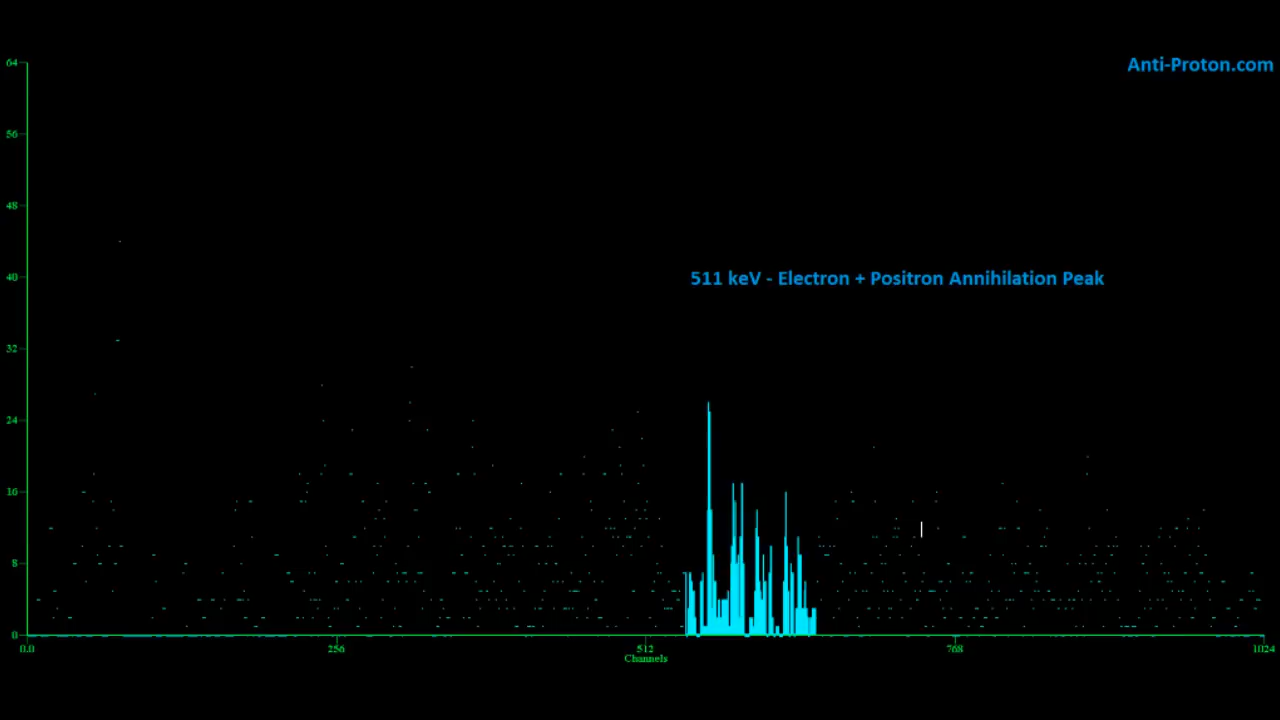 Anti-Proton.com
64
56
48
40
511 keV - Electron + Positron Annihilation Peak
32
24
16
8
0
0.0 256 512 768 1024
Channels